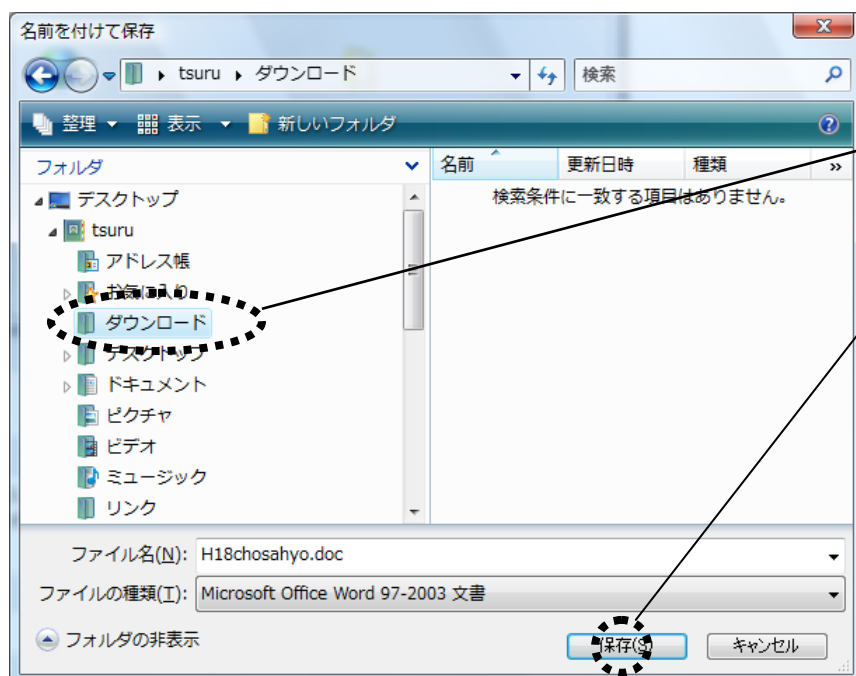 名前を付けて保存
tsuru ダウンロード 検索
整理 表示 新しいフォルダ
フォルダ 名前 更新日時 種類 »
検索条件に一致する項目はありません。
デスクトップ
tsuru
アドレス帳
お気に入り
ダウンロード
デスクトップ
ドキュメント
ピクチャ
ビデオ
ミュージック
リンク
ファイル名(N): H18chosahyo.doc
ファイルの種類(T): Microsoft Office Word 97-2003 文書
フォルダの非表示 保存(S) キャンセル